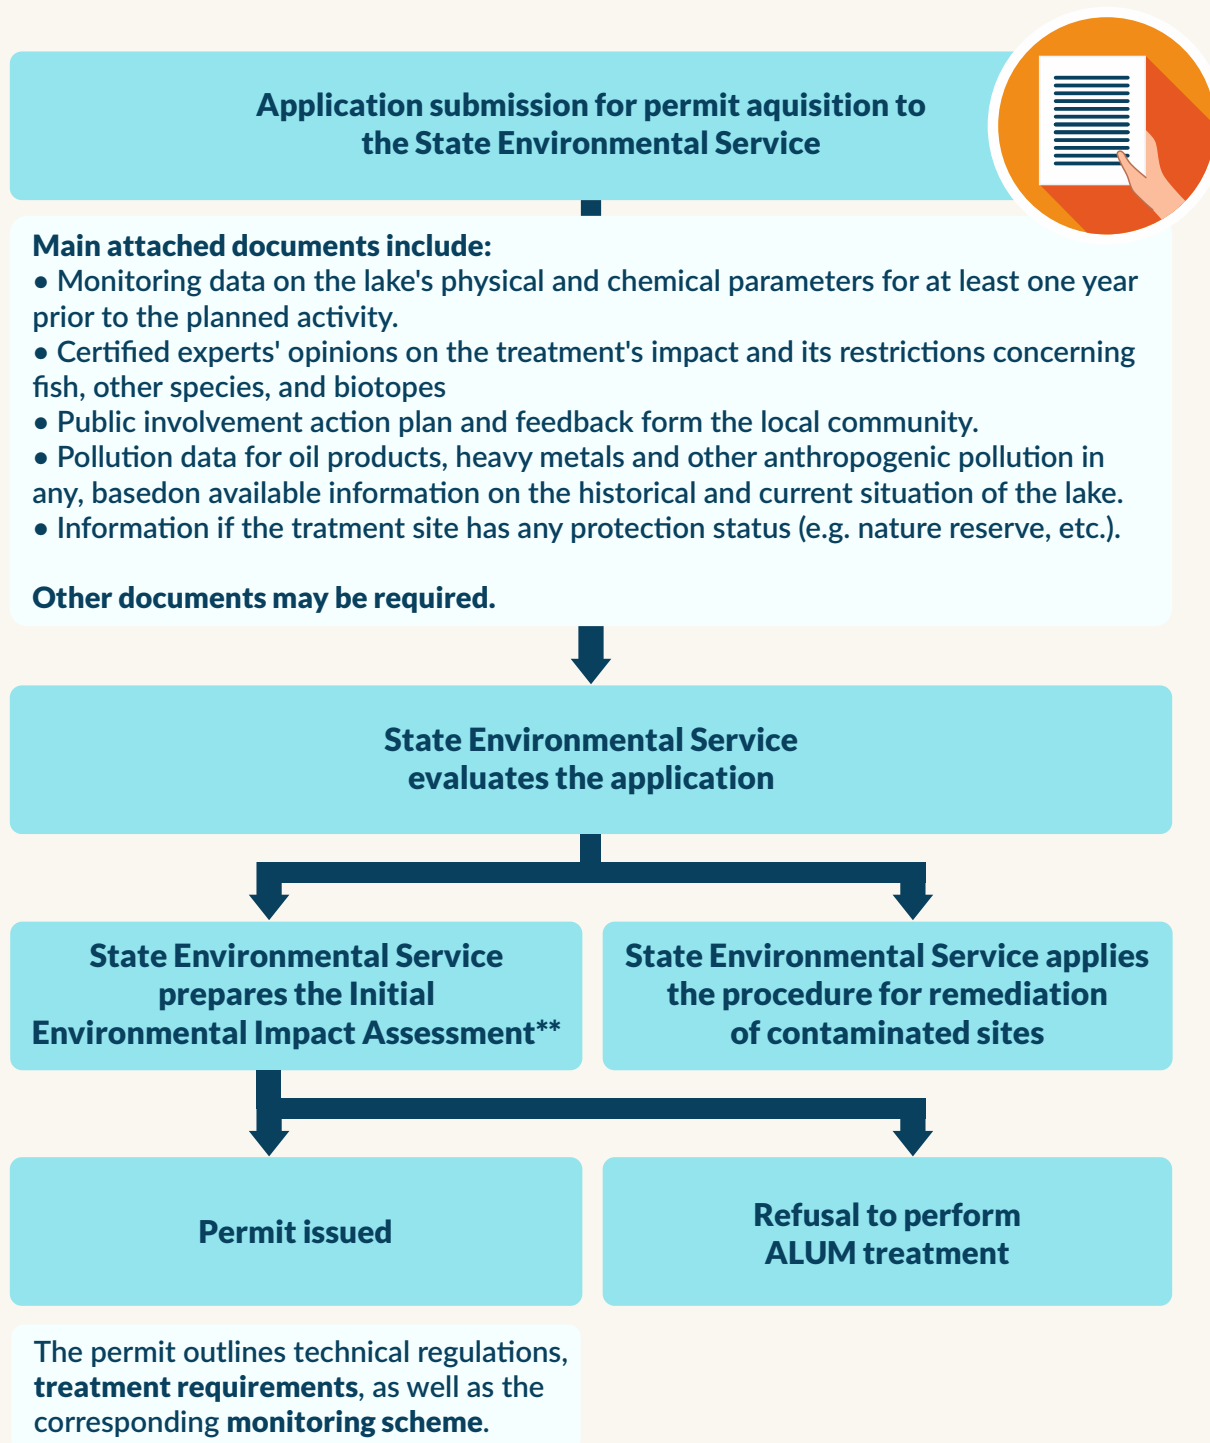 Application submission for permit aquisition to
the State Environmental Service
Main attached documents include:
• Monitoring data on the lake's physical and chemical parameters for at least one year
prior to the planned activity.
• Certified experts' opinions on the treatment's impact and its restrictions concerning
fish, other species, and biotopes
• Public involvement action plan and feedback form the local community.
• Pollution data for oil products, heavy metals and other anthropogenic pollution in
any, basedon available information on the historical and current situation of the lake.
• Information if the tratment site has any protection status (e.g. nature reserve, etc.).
Other documents may be required.
State Environmental Service
evaluates the application
State Environmental Service
prepares the Initial
Environmental Impact Assessment**
State Environmental Service applies
the procedure for remediation
of contaminated sites
Permit issued
Refusal to perform
ALUM treatment
The permit outlines technical regulations,
treatment requirements, as well as the
corresponding monitoring scheme.